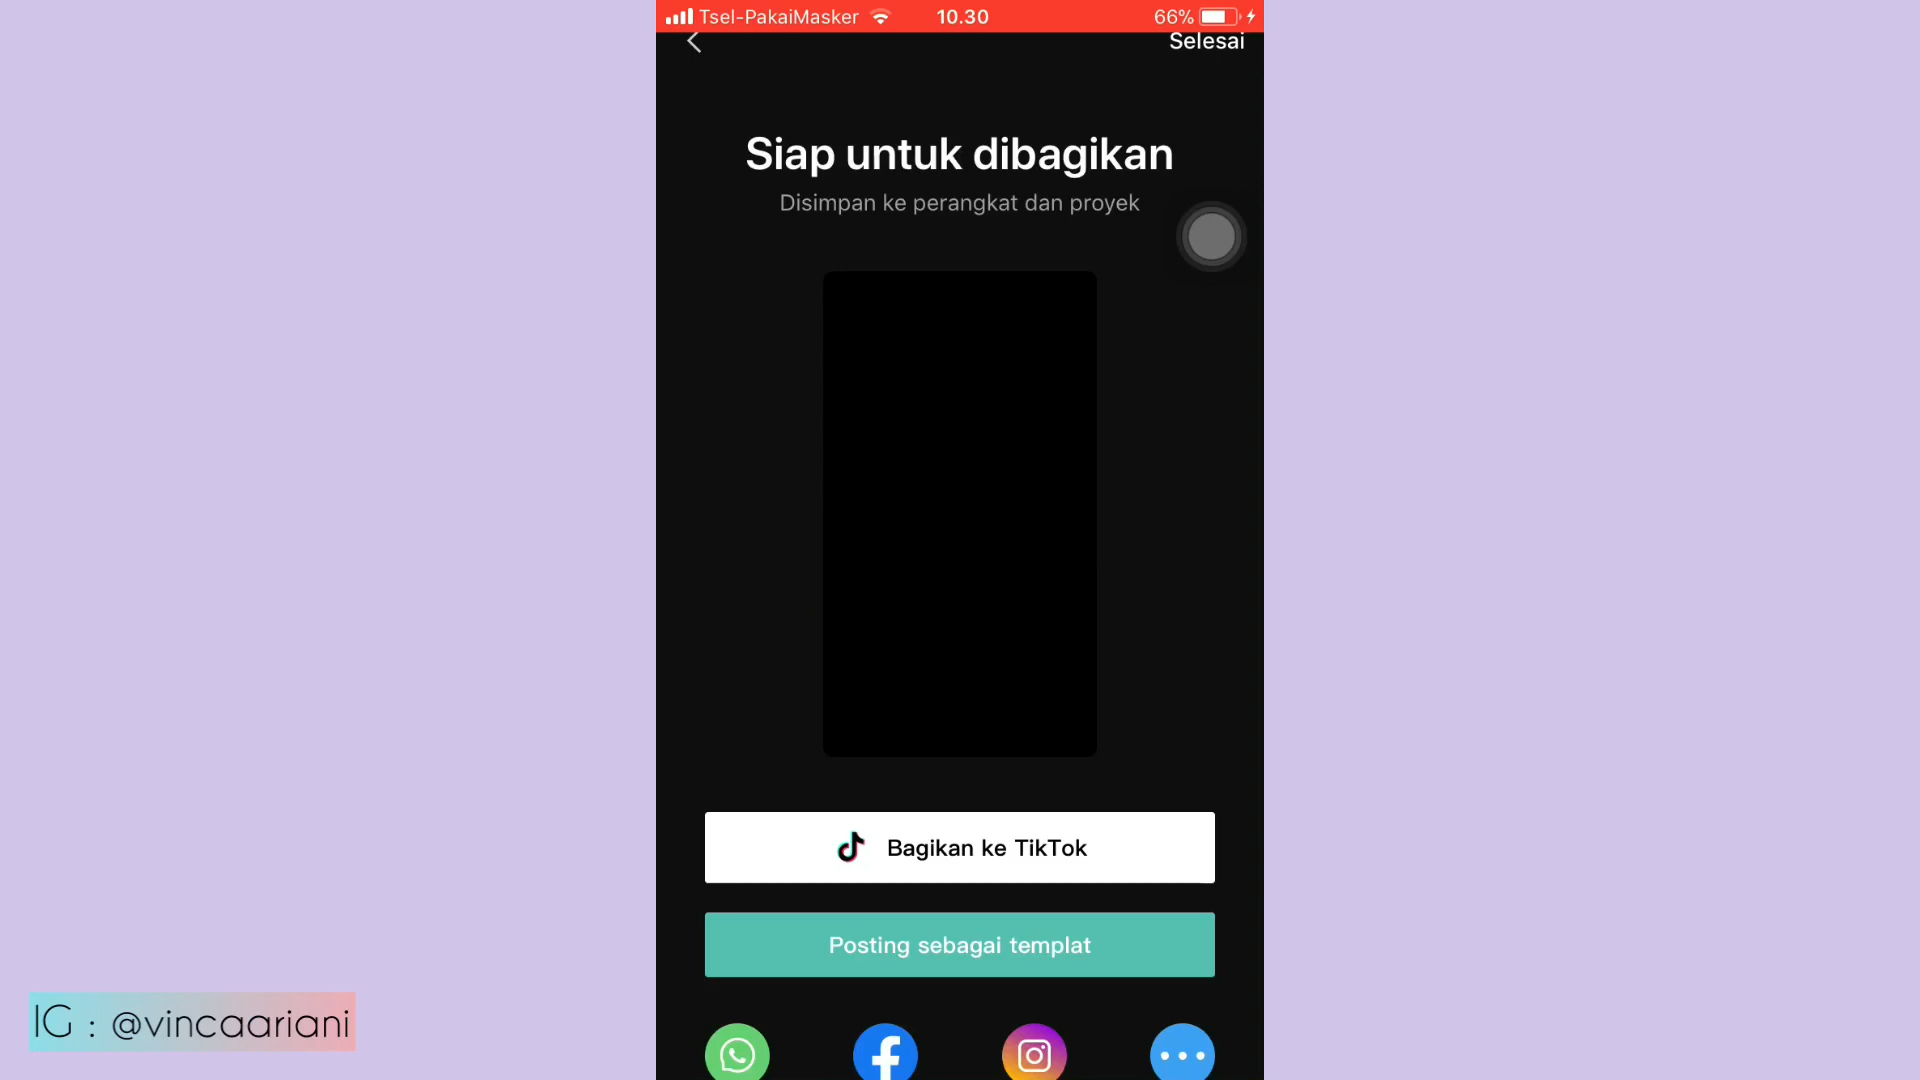 Tsel-PakaiMasker 10.30 66%
Selesai
Siap untuk dibagikan
Disimpan ke perangkat dan proyek
Bagikan ke TikTok
Posting sebagai templat
IG : @vincaariani